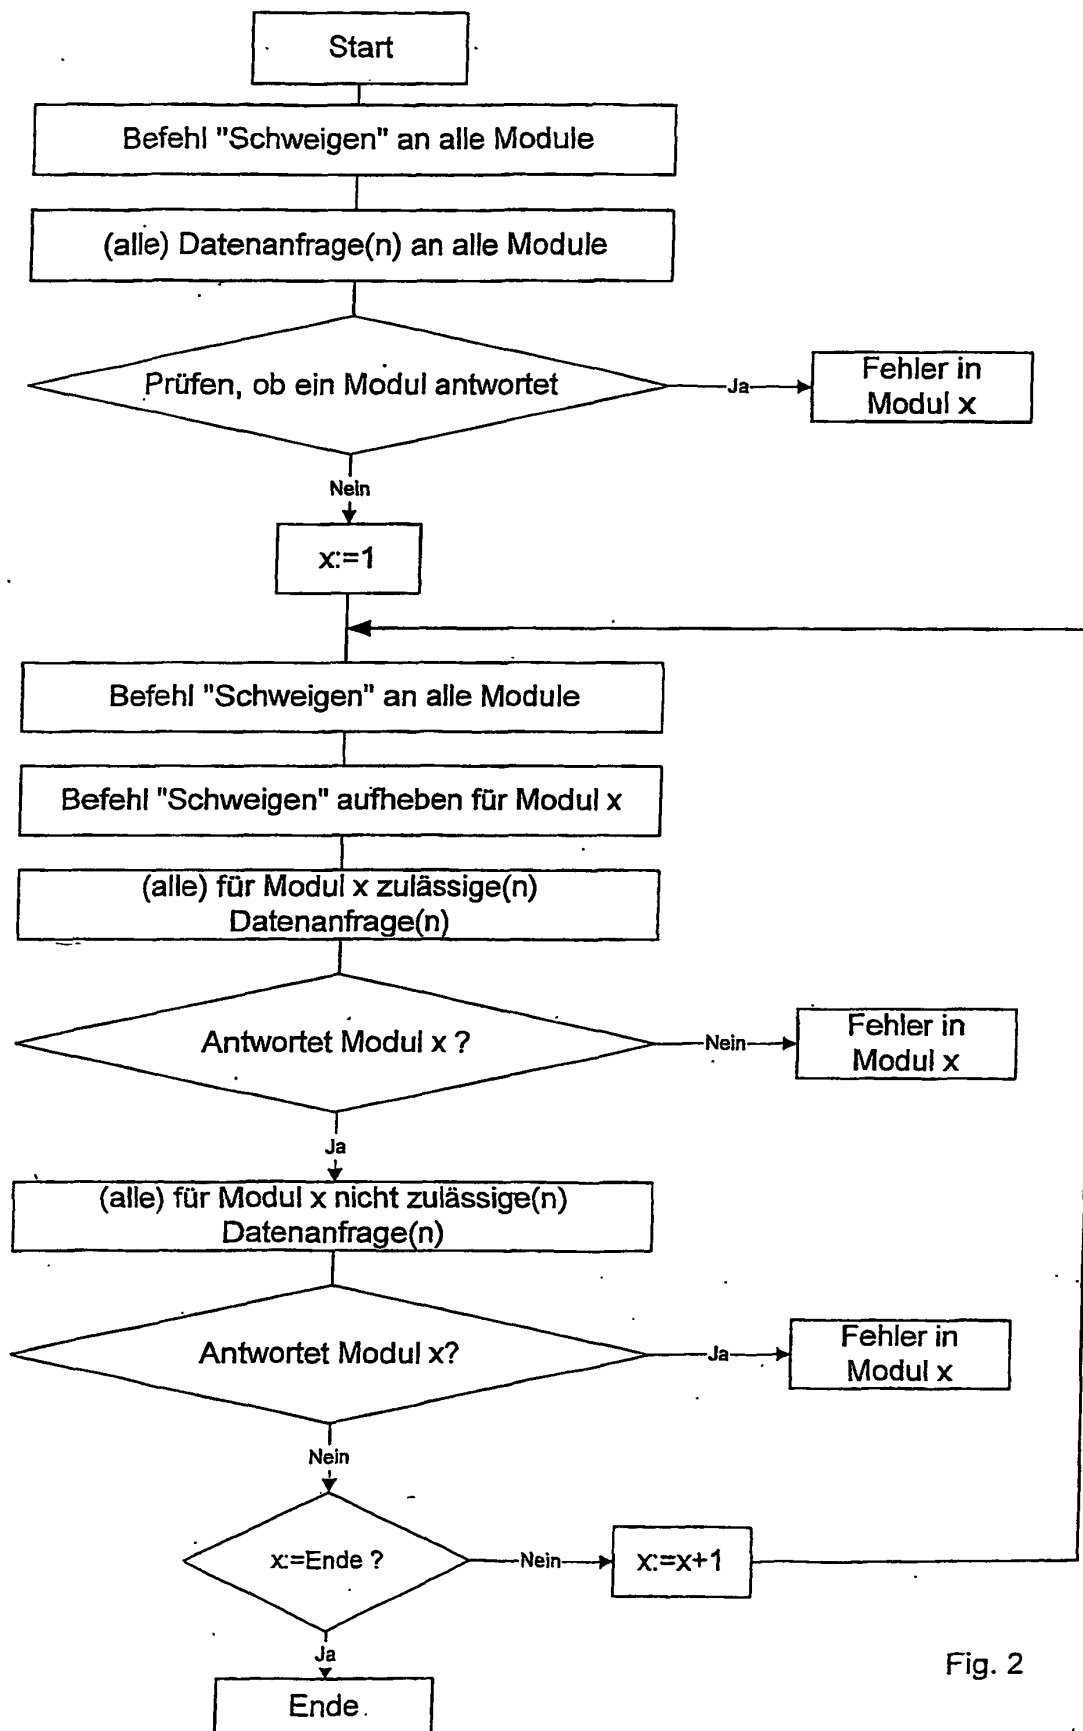 Start
Befehl "Schweigen" an alle Module
(alle) Datenanfrage(n) an alle Module
Prüfen, ob ein Modul antwortet
Ja
Fehler in
Modul x
Nein
x:=1
Befehl "Schweigen" an alle Module
Befehl "Schweigen" aufheben für Modul x
(alle) für Modul x zulässige(n)
Datenanfrage(n)
Antwortet Modul x ?
Nein
Fehler in
Modul x
Ja
(alle) für Modul x nicht zulässige(n)
Datenanfrage(n)
Antwortet Modul x?
Ja
Fehler in
Modul x
Nein
x:=Ende ?
Nein
x:=x+1
Ja
Ende
Fig. 2